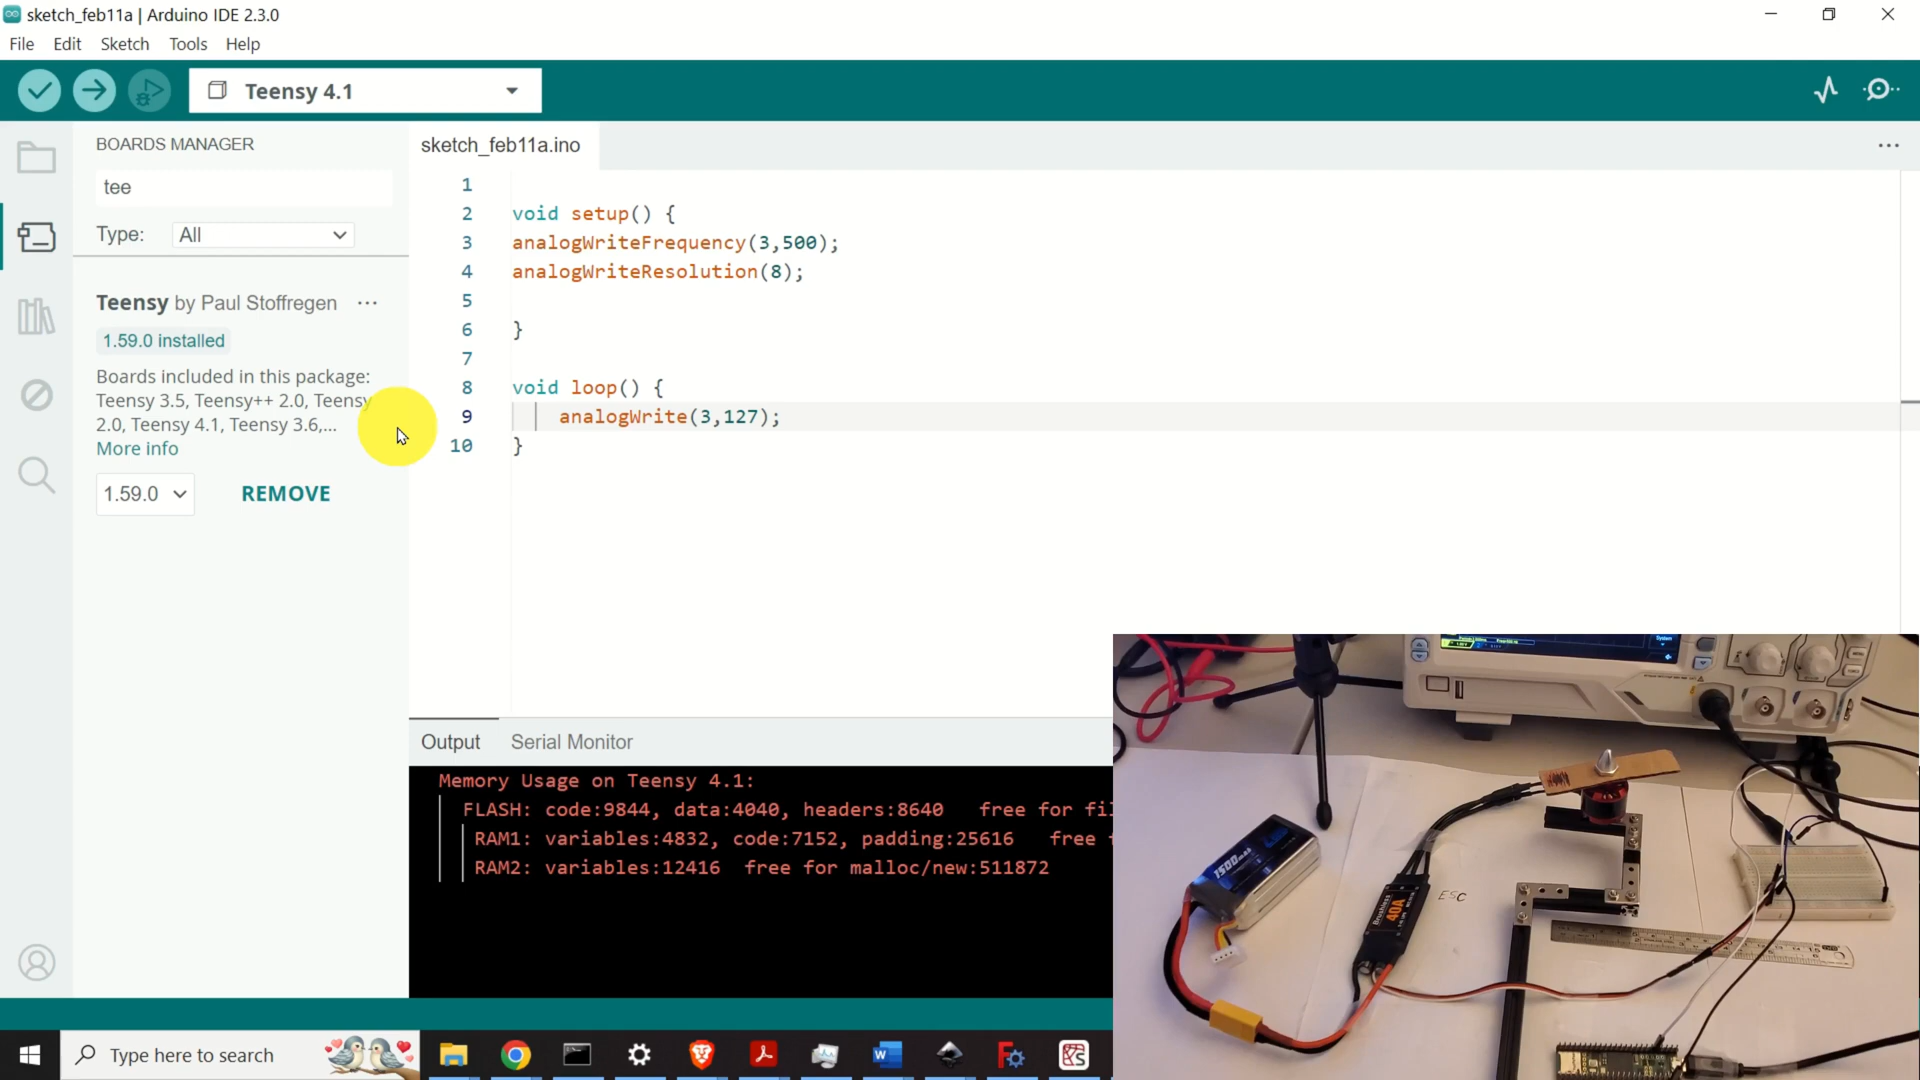 sketch_feb11a | Arduino IDE 2.3.0
File Edit Sketch Tools Help
Teensy 4.1
BOARDS MANAGER
tee
Type: All
Teensy by Paul Stoffregen ...
1.59.0 installed
Boards included in this package:
Teensy 3.5, Teensy++ 2.0, Teensy
2.0, Teensy 4.1, Teensy 3.6,...
More info
1.59.0 REMOVE
sketch_feb11a.ino
1
2 void setup() {
3 analogWriteFrequency(3,500);
4 analogWriteResolution(8);
5
6 }
7
8 void loop() {
9 analogWrite(3,127);
10 }
Output Serial Monitor
Memory Usage on Teensy 4.1:
FLASH: code:9844, data:4040, headers:8640 free for fi
RAM1: variables:4832, code:7152, padding:25616 free
RAM2: variables:12416 free for malloc/new:511872
1500mAh
Brushless
40A
ESC
Type here to search